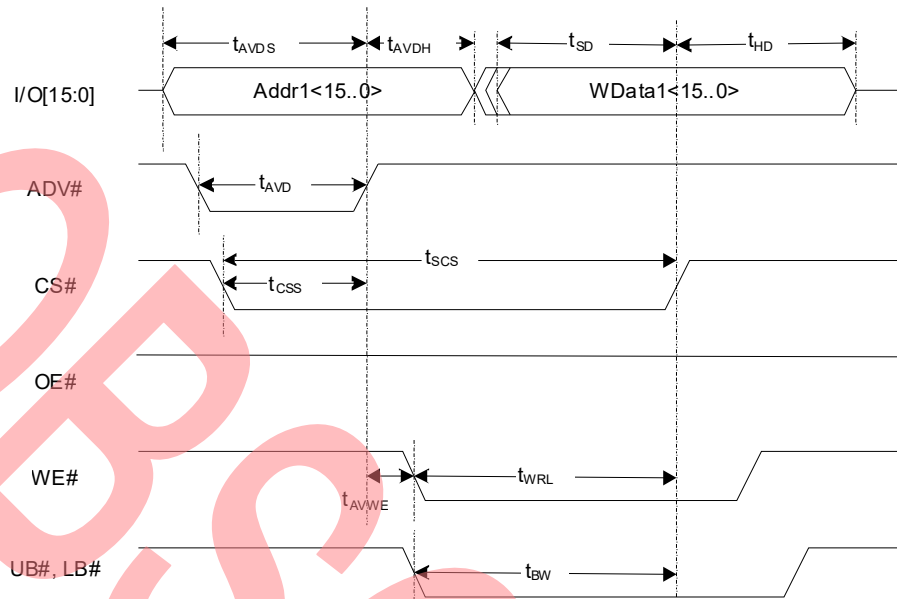 tAVDS tAVDH tSD tHD
I/O[15:0] Addr1<15..0> WData1<15..0>
ADV# tAVD
tSCS
CS# tCSS
OE#
WE# tWRL
tAVWE
UB#, LB# tBW